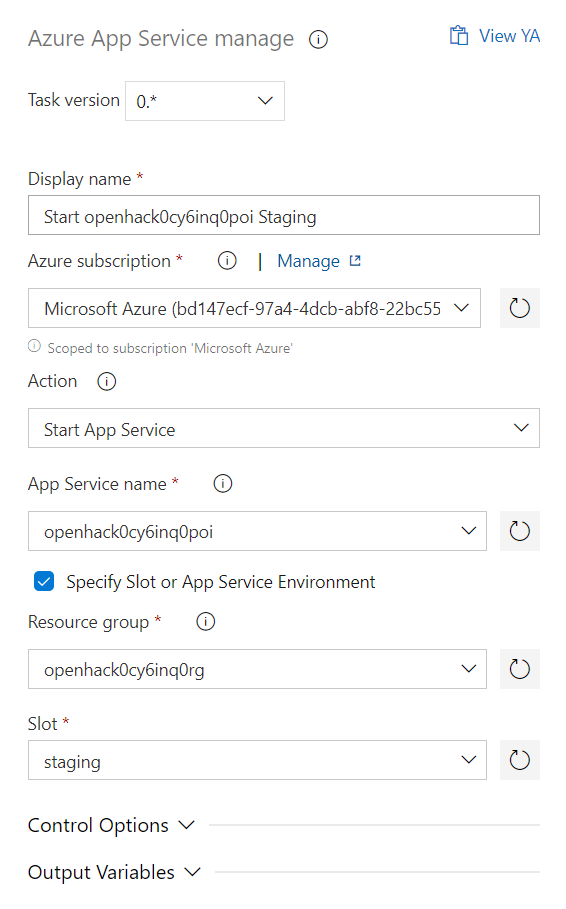 Azure App Service manage
View YA
Task version 0.*
Display name *
Start openhack0cy6inq0poi Staging
Azure subscription * | Manage
Microsoft Azure (bd147ecf-97a4-4dcb-abf8-22bc55
Scoped to subscription 'Microsoft Azure'
Action
Start App Service
App Service name *
openhack0cy6inq0poi
Specify Slot or App Service Environment
Resource group *
openhack0cy6inq0rg
Slot *
staging
Control Options
Output Variables